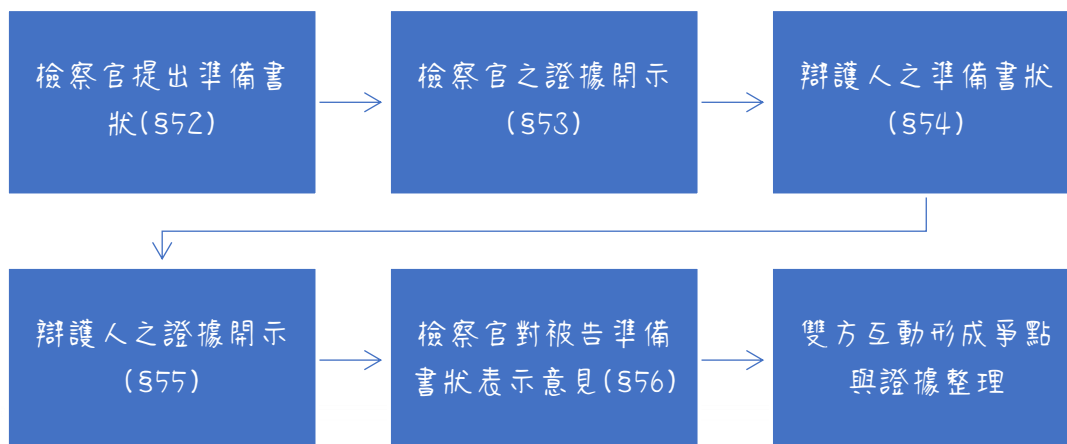 檢察官提出準備書
狀(§52)
檢察官之證據開示
(§53)
辯護人之準備書狀
(§54)
辯護人之證據開示
(§55)
檢察官對被告準備
書狀表示意見(§56)
雙方互動形成爭點
與證據整理